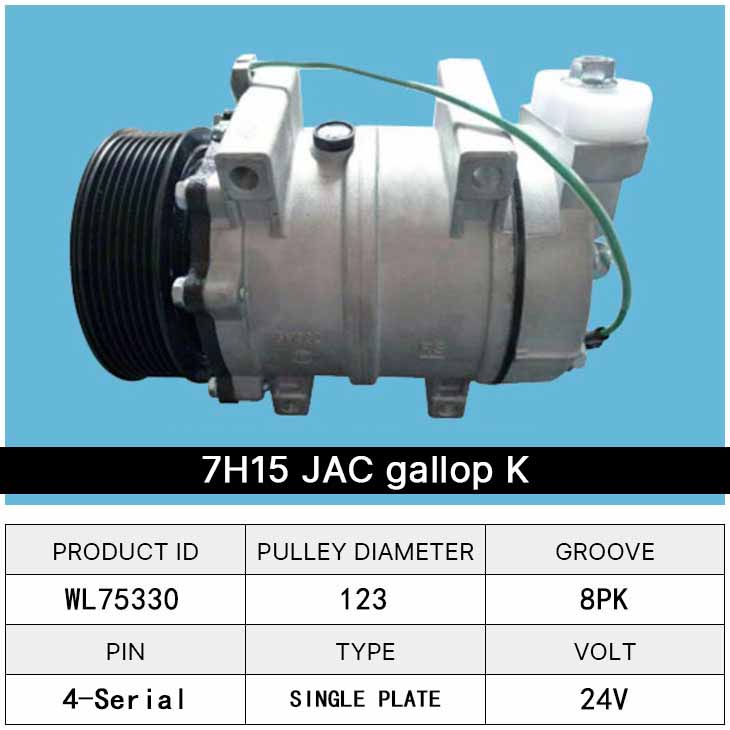 7H15 JAC gallop K
PRODUCT ID PULLEY DIAMETER GROOVE
WL75330 123 8PK
PIN TYPE VOLT
4-Serial SINGLE PLATE 24V